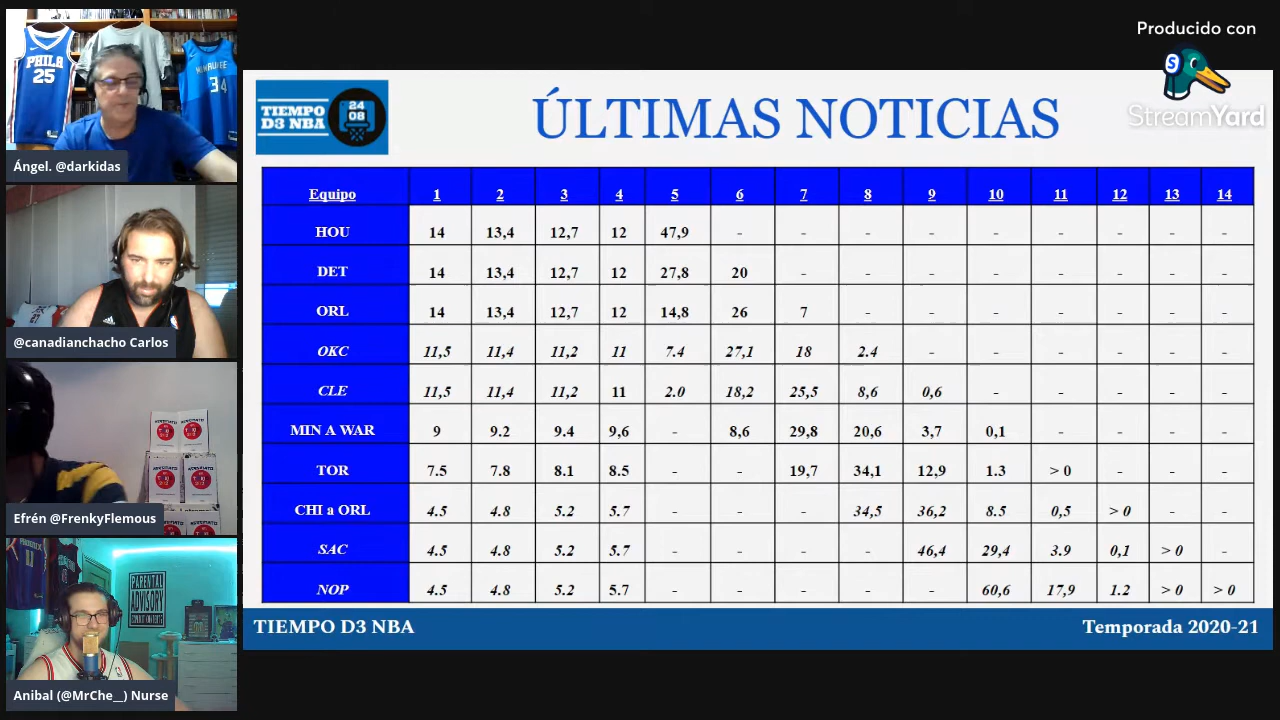 Producido con
StreamYard
S
PHILA
25
MILWAUKEE
34
Ángel. @darkidas
@canadianchacho Carlos
Efrén @FrenkyFlemous
PARENTAL
ADVISORY
Anibal (@MrChe__) Nurse
TIEMPO
D3 NBA
24
08
ÚLTIMAS NOTICIAS
Equipo 1 2 3 4 5 6 7 8 9 10 11 12 13 14
HOU 14 13,4 12,7 12 47,9 - - - - - - - - -
DET 14 13,4 12,7 12 27,8 20 - - - - - - - -
ORL 14 13,4 12,7 12 14,8 26 7 - - - - - - -
OKC 11,5 11,4 11,2 11 7.4 27,1 18 2.4 - - - - - -
CLE 11,5 11,4 11,2 11 2.0 18,2 25,5 8,6 0,6 - - - - -
MIN A WAR 9 9.2 9.4 9,6 - 8,6 29,8 20,6 3,7 0,1 - - - -
TOR 7.5 7.8 8.1 8.5 - - 19,7 34,1 12,9 1.3 > 0 - - -
CHI a ORL 4.5 4.8 5.2 5.7 - - - 34,5 36,2 8.5 0,5 > 0 - -
SAC 4.5 4.8 5.2 5.7 - - - - 46,4 29,4 3.9 0,1 > 0 -
NOP 4.5 4.8 5.2 5.7 - - - - - 60,6 17,9 1.2 > 0 > 0
TIEMPO D3 NBA
Temporada 2020-21